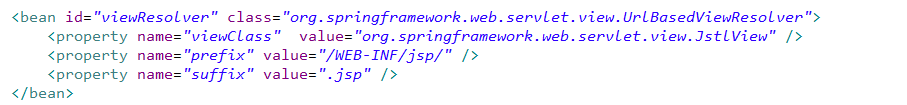 <bean id="viewResolver" class="org.springframework.web.servlet.view.UrlBasedViewResolver">
<property name="viewClass"  value="org.springframework.web.servlet.view.JstlView" />
<property name="prefix" value="/WEB-INF/jsp/" />
<property name="suffix" value=".jsp" />
</bean>